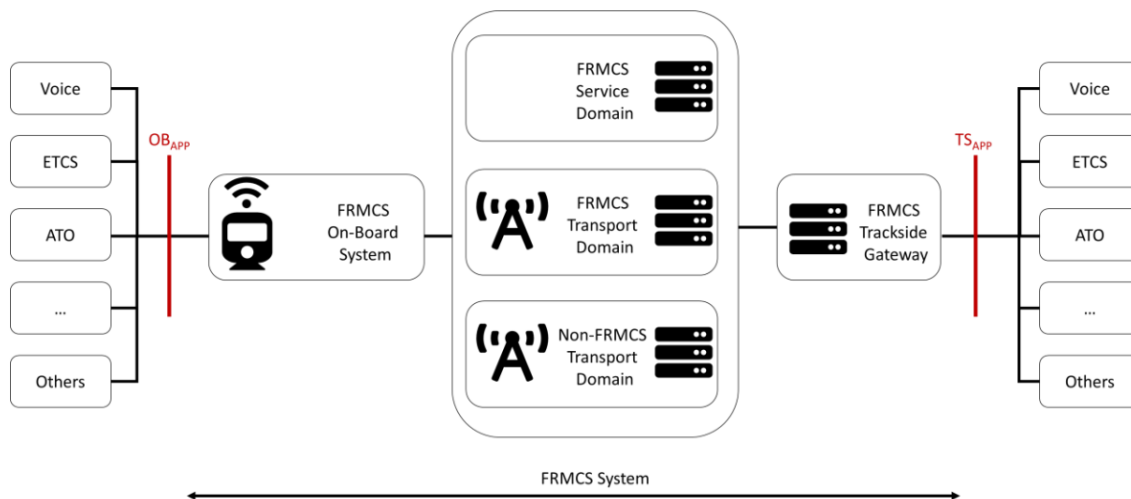 Voice
ETCS
ATO
...
Others
OBAPP
FRMCS
On-Board
System
FRMCS
Service
Domain
FRMCS
Transport
Domain
Non-FRMCS
Transport
Domain
FRMCS
Trackside
Gateway
TSAPP
Voice
ETCS
ATO
...
Others
FRMCS System